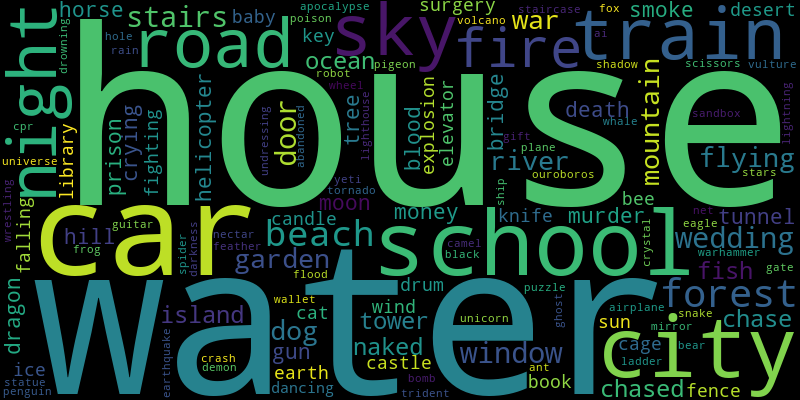 house
water
car
school
city
train
road
night
sky
fire
beach
forest
horse
stairs
baby
apocalypse
poison
key
ocean
hole
rain
drowning
smoke
surgery
volcano
war
staircase
ai
fox
desert
robot
wheel
pigeon
shadow
scissors
vulture
cpr
universe
library
prison
crying
fighting
helicopter
undressing
door
abandoned
tree
lighthouse
blood
explosion
elevator
bridge
death
whale
mountain
sandbox
lightning
gift
plane
river
ouroboros
flying
stars
yeti
tornado
moon
wrestling
falling
hill
guitar
frog
nectar
feather
spider
darkness
candle
money
camel
black
ship
knife
murder
bee
crystal
net
eagle
tunnel
wedding
warhammer
fish
gate
garden
flood
dragon
island
wallet
drum
wind
cat
dog
tower
unicorn
puzzle
ghost
airplane
sun
snake
mirror
chase
cage
bear
ladder
window
naked
castle
gun
crash
demon
earth
dancing
earthquake
ice
statue
penguin
bomb
trident
ant
book
chased
fence